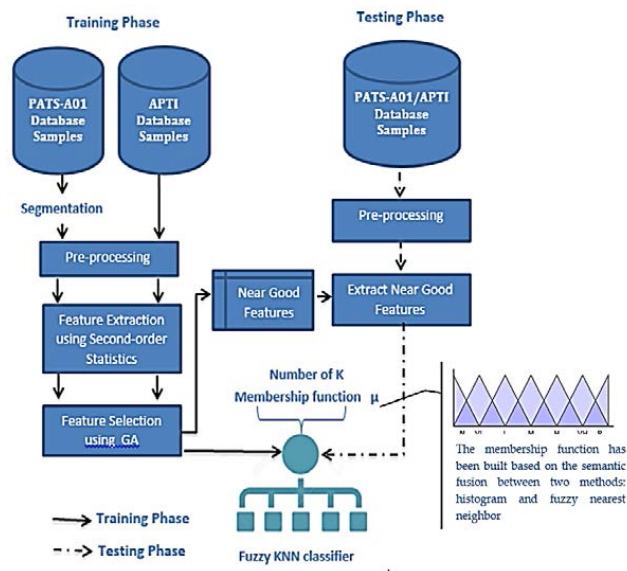 Training Phase
Testing Phase
PATS-A01
Database
Samples
APTI
Database
Samples
PATS-A01/APTI
Database
Samples
Segmentation
Pre-processing
Pre-processing
Feature Extraction
using Second-order
Statistics
Near Good
Features
Extract Near Good
Features
Feature Selection
using GA
Number of K
Membership function μ
The membership function has
been built based on the semantic
fusion between two methods:
histogram and fuzzy nearest
neighbor
Training Phase
Testing Phase
Fuzzy KNN classifier